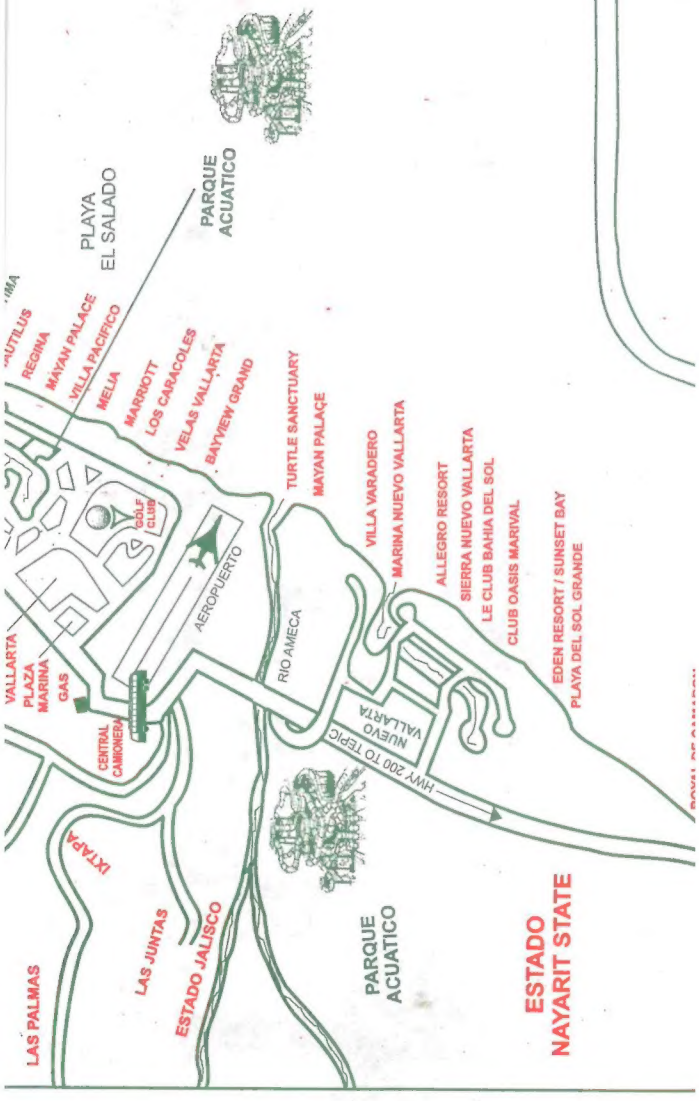 PLAYA
EL SALADO
PARQUE
ACUATICO
REGINA
MAYAN PALACE
VILLA PACIFICO
MELIA
MARRIOTT
LOS CARACOLES
VELAS VALLARTA
BAYVIEW GRAND
TURTLE SANCTUARY
MAYAN PALACE
VILLA VARADERO
MARINA NUEVO VALLARTA
ALLEGRO RESORT
SIERRA NUEVO VALLARTA
LE CLUB BAHIA DEL SOL
CLUB OASIS MARIVAL
EDEN RESORT / SUNSET BAY
PLAYA DEL SOL GRANDE
GOLF
CLUB
AEROPUERTO
RIO AMECA
VALLARTA
PLAZA
MARINA
GAS
CENTRAL
CAMIONERA
NUEVO
VALLARTA
HWY 200 TO TEPIC
IXTAPA
LAS PALMAS
LAS JUNTAS
ESTADO JALISCO
PARQUE
ACUATICO
ESTADO
NAYARIT STATE